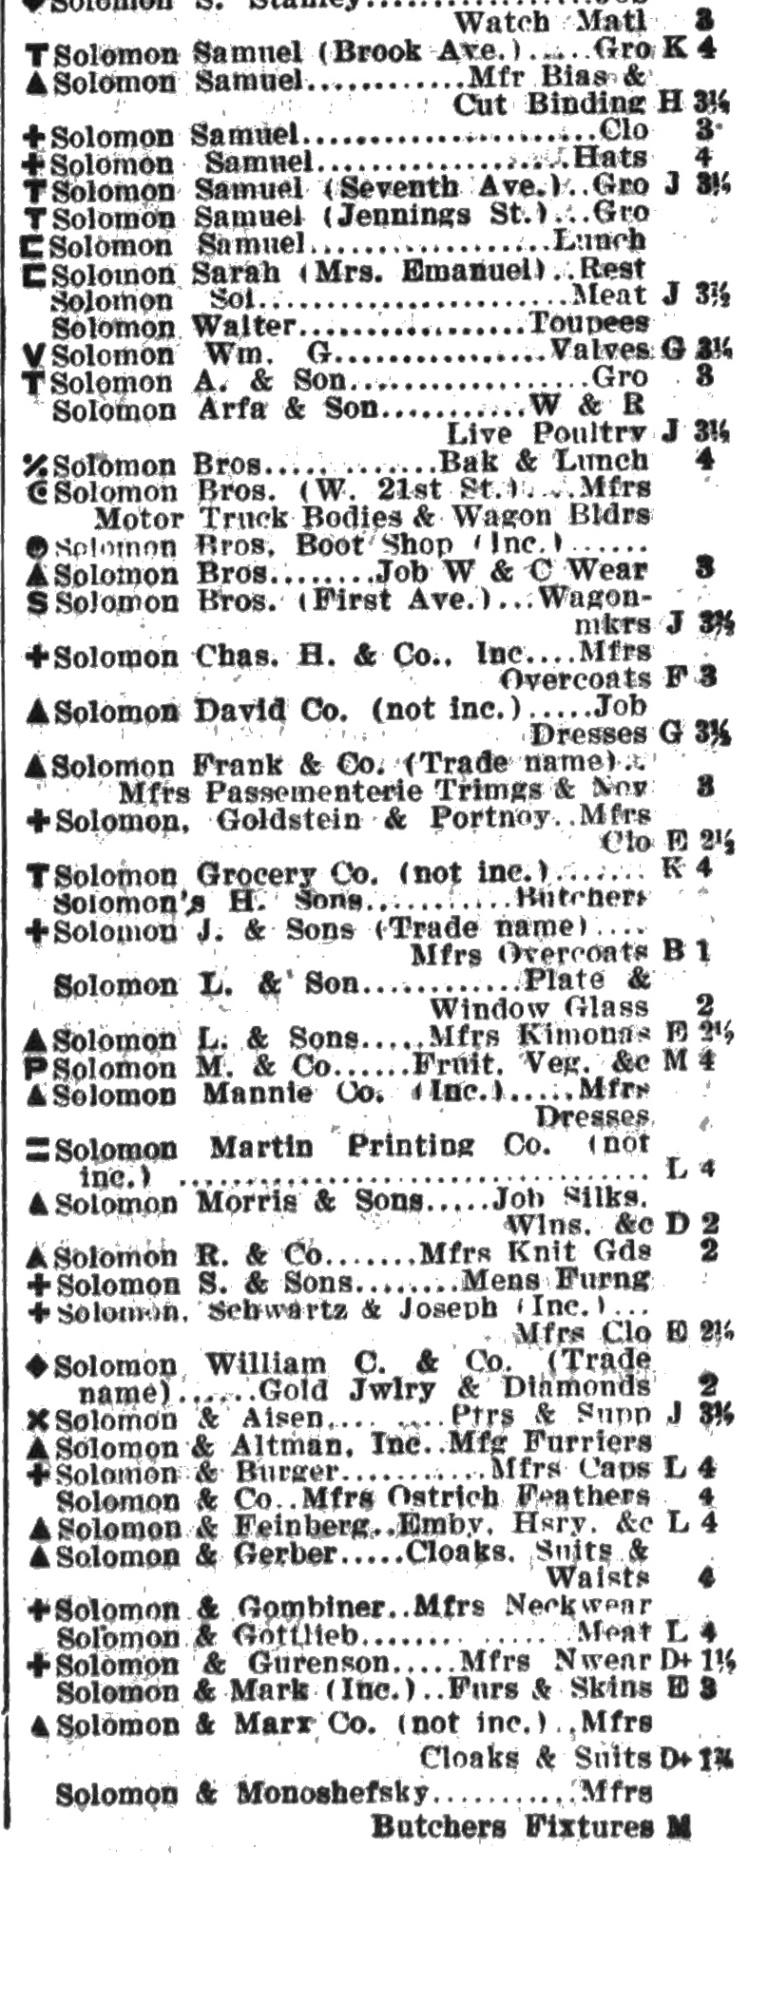 Solomon S. Stanley..........Job
Watch Matl 3
T Solomon Samuel (Brook Ave.).....Gro K 4
▲ Solomon Samuel............Mfr Bias &
Cut Binding H 3½
✚ Solomon Samuel......................Clo 3
✚ Solomon Samuel...................Hats 4
T Solomon Samuel (Seventh Ave.)...Gro J 3½
T Solomon Samuel (Jennings St.)...Gro
⊏ Solomon Samuel..................Lunch
⊏ Solomon Sarah (Mrs. Emanuel)..Rest
Solomon Sol.......................Meat J 3½
Solomon Walter.................Toupees
V Solomon Wm. G................Valves G 3½
T Solomon A. & Son..................Gro 3
Solomon Arfa & Son...........W & R
Live Poultry J 3½
٪ Solomon Bros.............Bak & Lunch 4
Solomon Bros. (W. 21st St.)....Mfrs
Motor Truck Bodies & Wagon Bldrs
● Solomon Bros. Boot Shop (Inc.)......
▲ Solomon Bros........Job W & C Wear 3
S Solomon Bros. (First Ave.)...Wagon-
mkrs J 3½
✚ Solomon Chas. H. & Co., Inc....Mfrs
Overcoats F 3
▲ Solomon David Co. (not inc.).....Job
Dresses G 3½
▲ Solomon Frank & Co. (Trade name)..
Mfrs Passementerie Trimgs & Nov 3
✚ Solomon, Goldstein & Portnoy..Mfrs
Clo E 2½
T Solomon Grocery Co. (not inc.)....... K 4
Solomon's H. Sons...........Butchers
✚ Solomon J. & Sons (Trade name)....
Mfrs Overcoats B 1
Solomon L. & Son............Plate &
Window Glass 2
▲ Solomon L. & Sons.....Mfrs Kimonas E 2½
P Solomon M. & Co......Fruit, Veg. &c M 4
▲ Solomon Mannie Co. (Inc.).....Mfrs
Dresses
= Solomon Martin Printing Co. (not
inc.) ................................ L 4
▲ Solomon Morris & Sons.....Job Silks,
Wlns. &c D 2
▲ Solomon R. & Co.......Mfrs Knit Gds 2
✚ Solomon S. & Sons........Mens Furng
✚ Solomon, Schwartz & Joseph (Inc.)...
Mfrs Clo E 2½
◆ Solomon William C. & Co. (Trade
name).......Gold Jwlry & Diamonds 2
✖ Solomon & Aisen.........Ptrs & Supp J 3½
▲ Solomon & Altman, Inc..Mfg Furriers
✚ Solomon & Burger...........Mfrs Caps L 4
Solomon & Co..Mfrs Ostrich Feathers 4
▲ Solomon & Feinberg..Emby. Hsry. &c L 4
▲ Solomon & Gerber.....Cloaks, Suits &
Waists 4
✚ Solomon & Gombiner..Mfrs Neckwear
Solomon & Gottlieb..............Meat L 4
✚ Solomon & Gurenson.....Mfrs Nwear D+ 1½
Solomon & Mark (Inc.)..Furs & Skins E 3
▲ Solomon & Marx Co. (not inc.)..Mfrs
Cloaks & Suits D+ 1¾
Solomon & Monoshefsky...........Mfrs
Butchers Fixtures M